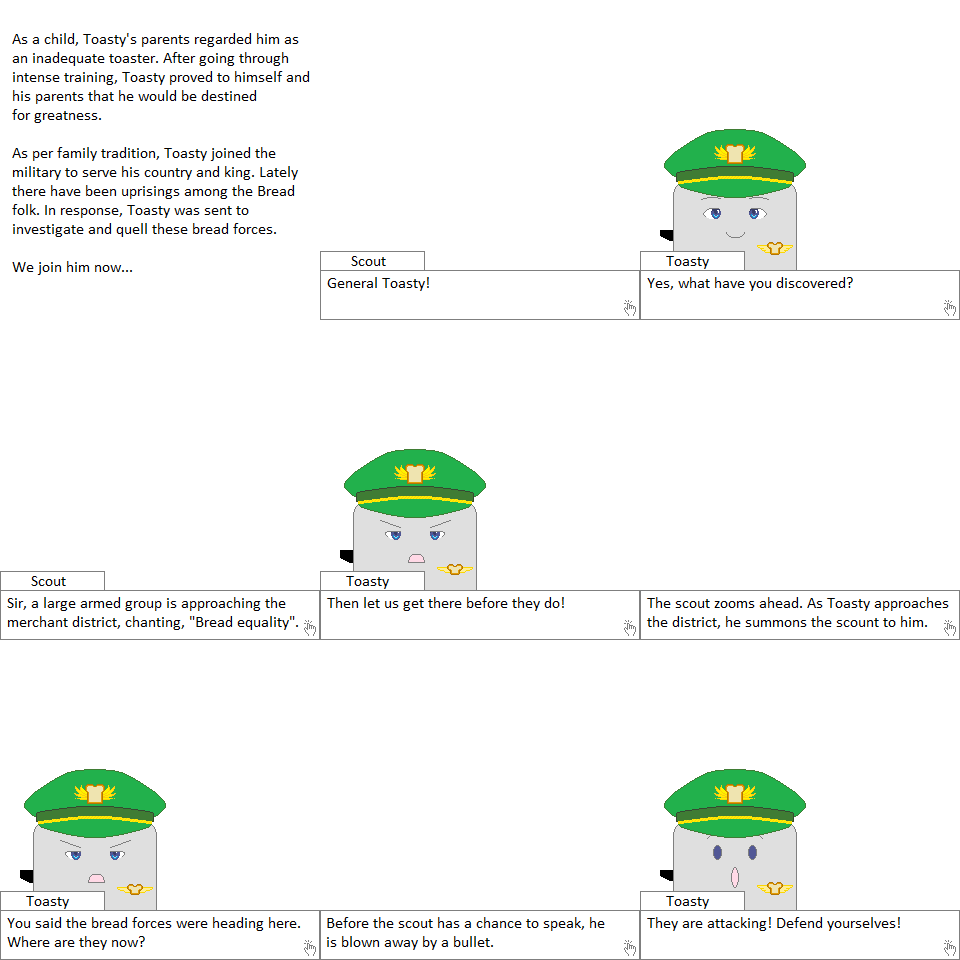 As a child, Toasty's parents regarded him as
an inadequate toaster. After going through
intense training, Toasty proved to himself and
his parents that he would be destined
for greatness.
As per family tradition, Toasty joined the
military to serve his country and king. Lately
there have been uprisings among the Bread
folk. In response, Toasty was sent to
investigate and quell these bread forces.
We join him now...
Scout
General Toasty!
Toasty
Yes, what have you discovered?
Scout
Sir, a large armed group is approaching the
merchant district, chanting, "Bread equality".
Toasty
Then let us get there before they do!
The scout zooms ahead. As Toasty approaches
the district, he summons the scount to him.
Toasty
You said the bread forces were heading here.
Where are they now?
Before the scout has a chance to speak, he
is blown away by a bullet.
Toasty
They are attacking! Defend yourselves!